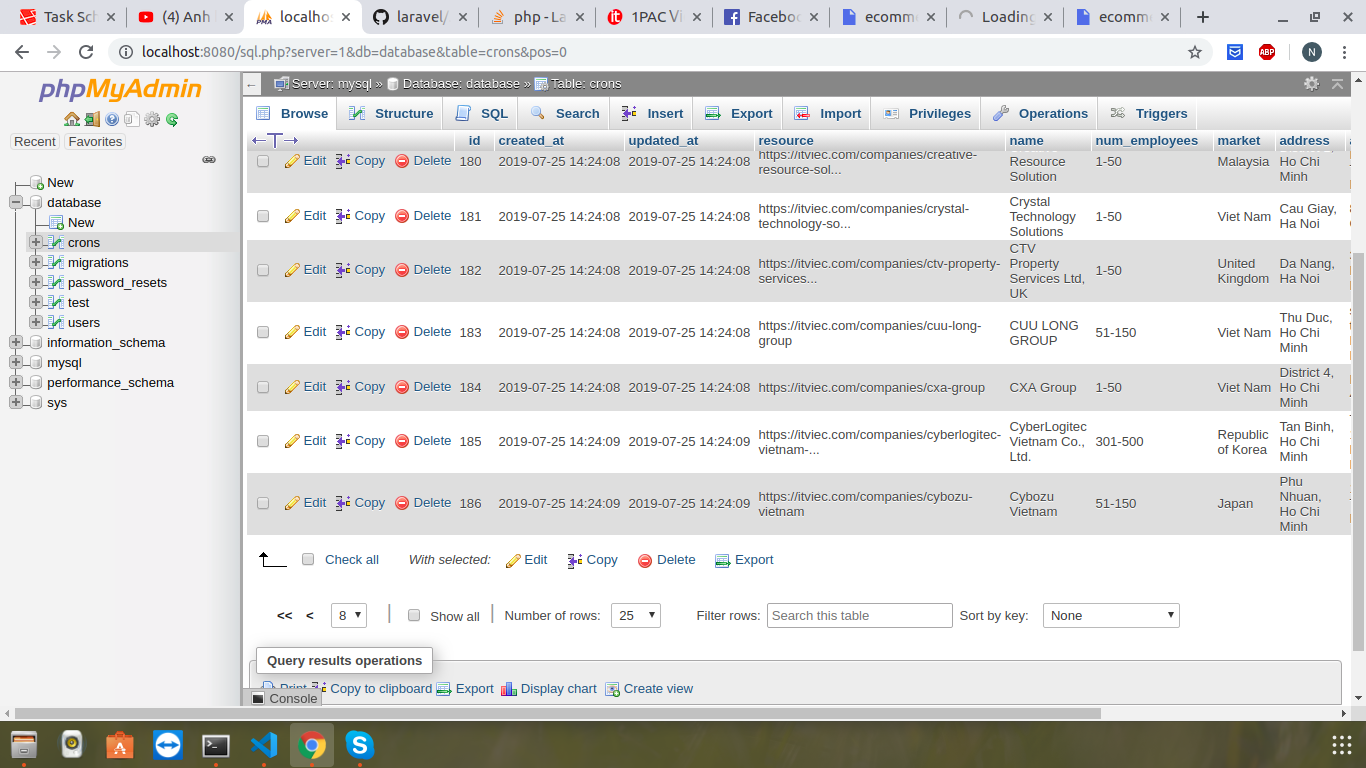 Task Sch
(4) Anh
localhos
laravel/
php - La
1PAC Vi
Facebo
ecomm
Loading
ecomm
localhost:8080/sql.php?server=1&db=database&table=crons&pos=0
ABP
N
phpMyAdmin
Recent Favorites
New
database
New
crons
migrations
password_resets
test
users
information_schema
mysql
performance_schema
sys
Server: mysql » Database: database » Table: crons
Browse Structure SQL Search Insert Export Import Privileges Operations Triggers
id created_at updated_at resource name num_employees market address
Edit Copy Delete 180 2019-07-25 14:24:08 2019-07-25 14:24:08 https://itviec.com/companies/creative-
resource-sol...
Resource
Solution
1-50 Malaysia
Ho Chi
Minh
Edit Copy Delete 181 2019-07-25 14:24:08 2019-07-25 14:24:08 https://itviec.com/companies/crystal-
technology-so...
Crystal
Technology
Solutions
1-50 Viet Nam
Cau Giay,
Ha Noi
Edit Copy Delete 182 2019-07-25 14:24:08 2019-07-25 14:24:08 https://itviec.com/companies/ctv-property-
services...
CTV
Property
Services Ltd,
UK
1-50
United
Kingdom
Da Nang,
Ha Noi
Edit Copy Delete 183 2019-07-25 14:24:08 2019-07-25 14:24:08 https://itviec.com/companies/cuu-long-
group
CUU LONG
GROUP
51-150 Viet Nam
Thu Duc,
Ho Chi
Minh
Edit Copy Delete 184 2019-07-25 14:24:08 2019-07-25 14:24:08 https://itviec.com/companies/cxa-group
CXA Group
1-50 Viet Nam
District 4,
Ho Chi
Minh
Edit Copy Delete 185 2019-07-25 14:24:09 2019-07-25 14:24:09 https://itviec.com/companies/cyberlogitec-
vietnam-...
CyberLogitec
Vietnam Co.,
Ltd.
301-500
Republic
of Korea
Tan Binh,
Ho Chi
Minh
Edit Copy Delete 186 2019-07-25 14:24:09 2019-07-25 14:24:09 https://itviec.com/companies/cybozu-
vietnam
Cybozu
Vietnam
51-150 Japan
Phu
Nhuan,
Ho Chi
Minh
Check all With selected: Edit Copy Delete Export
<< < 8 Show all Number of rows: 25 Filter rows: Search this table Sort by key: None
Query results operations
Print Copy to clipboard Export Display chart Create view
Console